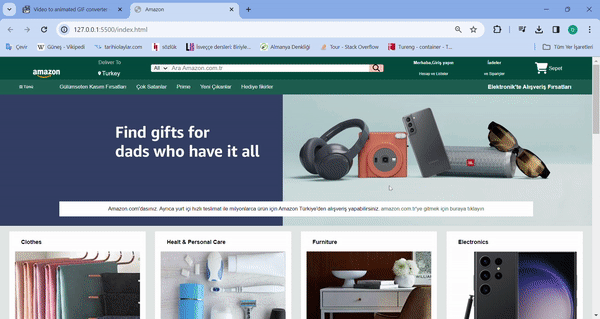 Video to animated GIF converter
Amazon
127.0.0.1:5500/index.html
Çevir
Güneş - Vikipedi
tarihiolaylar.com
sözlük
İsveççe dersleri: Bisiyle...
Almanya Denkliği
Tour - Stack Overflow
Tureng - container - T...
Tüm Yer İşaretleri
amazon
Deliver To
Turkey
All
Ara Amazon.com.tr
Merhaba,Giriş yapın
Hesap ve Listeler
İadeler
ve Siparişler
Sepet
Tümü
Gülümseten Kasım Fırsatları
Çok Satanlar
Prime
Yeni Çıkanlar
Hediye fikirler
Elektronik'te Alışveriş Fırsatları
Find gifts for
dads who have it all
JBL
Amazon.com'dasınız. Ayrıca yurt içi hızlı teslimat ile milyonlarca ürün için Amazon Türkiye'den alışveriş yapabilirsiniz. amazon.com.tr'ye gitmek için buraya tıklayın
Clothes
Healt & Personal Care
Furniture
Electronics